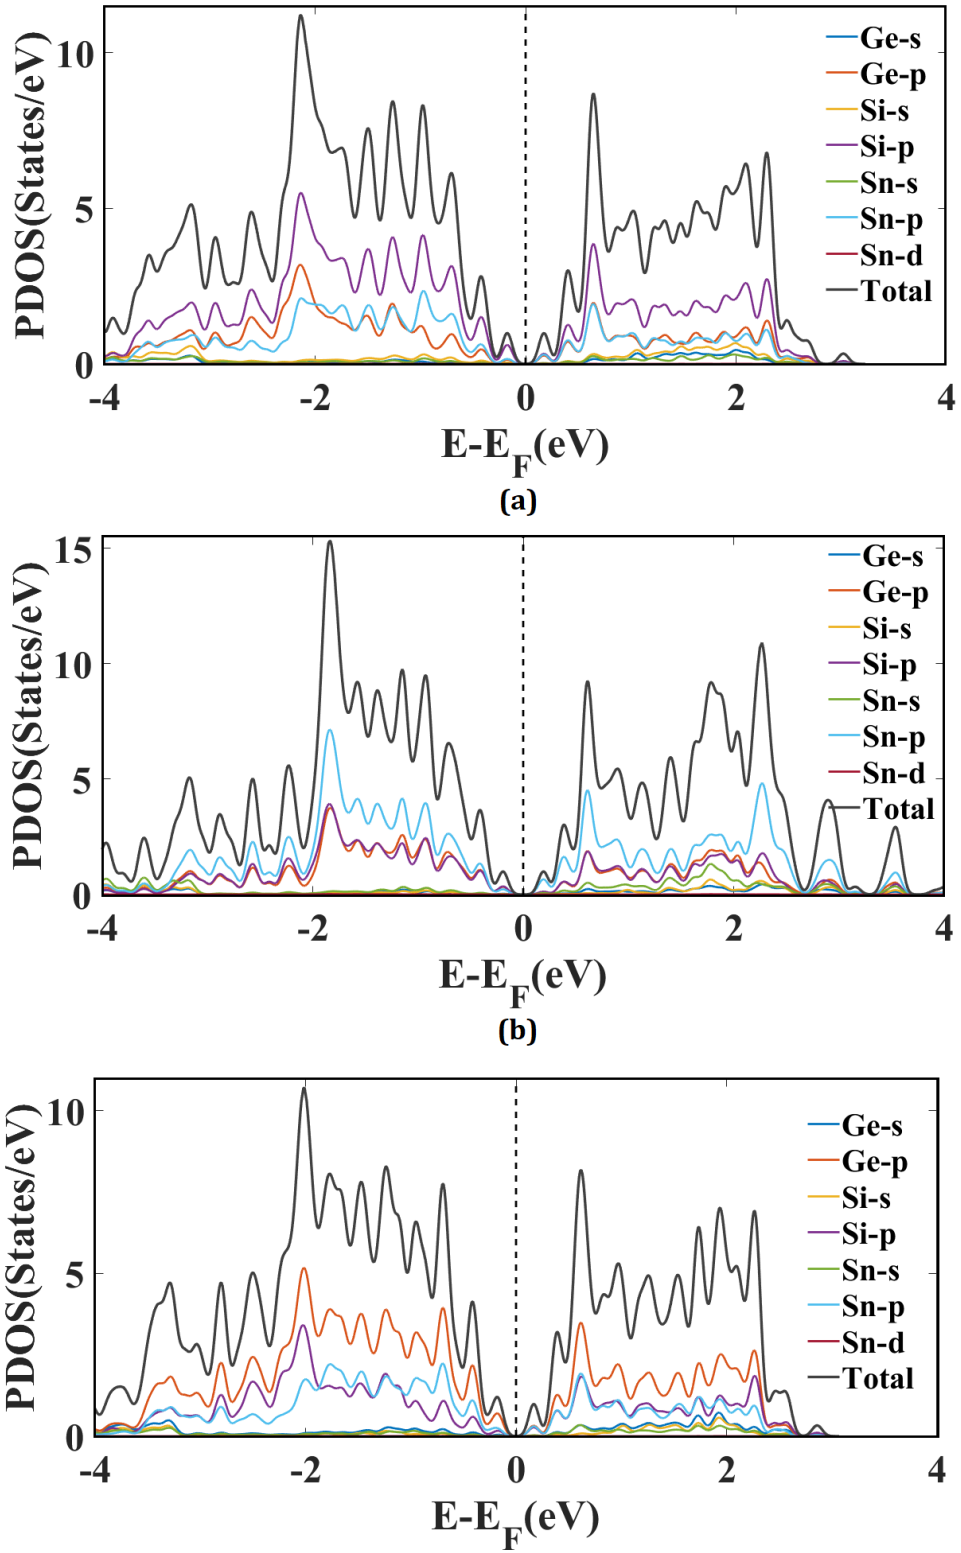 PDOS(States/eV)
10
5
0
Ge-s
Ge-p
Si-s
Si-p
Sn-s
Sn-p
Sn-d
Total
-4 -2 0 2 4
E-E_F(eV)
(a)
PDOS(States/eV)
15
10
5
0
Ge-s
Ge-p
Si-s
Si-p
Sn-s
Sn-p
Sn-d
Total
-4 -2 0 2 4
E-E_F(eV)
(b)
PDOS(States/eV)
10
5
0
Ge-s
Ge-p
Si-s
Si-p
Sn-s
Sn-p
Sn-d
Total
-4 -2 0 2 4
E-E_F(eV)